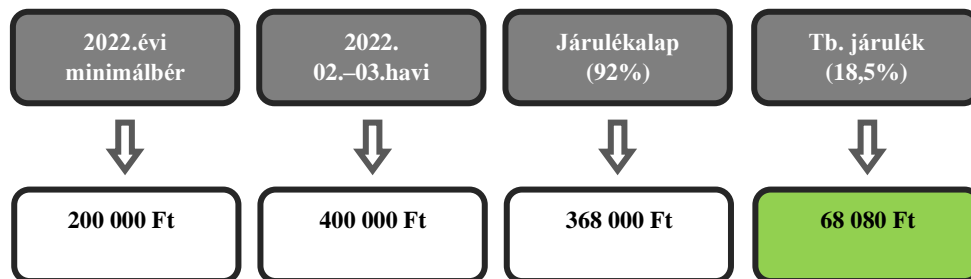 2022.évi
minimálbér
2022.
02.–03.havi
Járulékalap
(92%)
Tb. járulék
(18,5%)
200 000 Ft
400 000 Ft
368 000 Ft
68 080 Ft